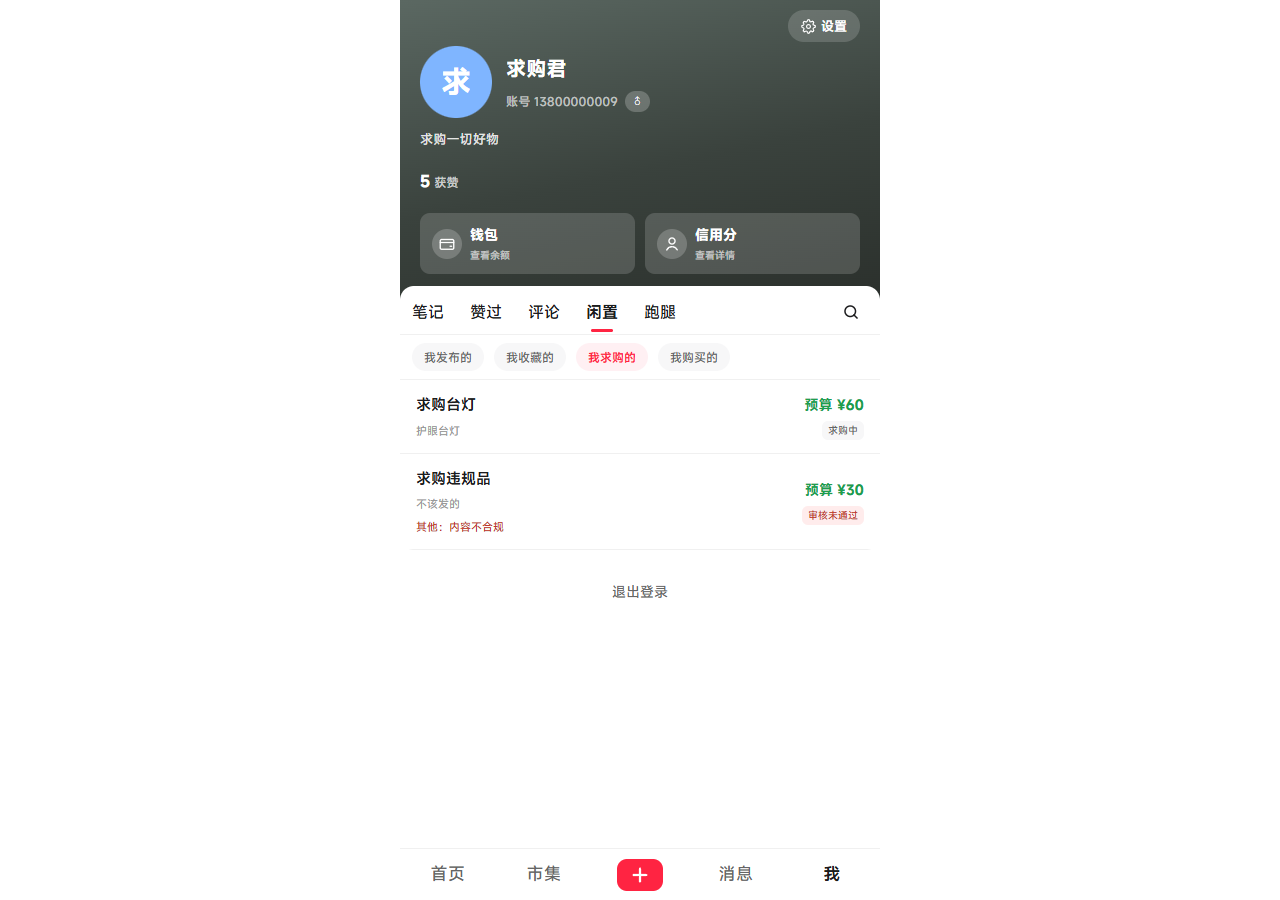 设置
求
求购君
账号 13800000009
求购一切好物
5 获赞
钱包
查看余额
信用分
查看详情
笔记 赞过 评论 闲置 跑腿
我发布的 我收藏的 我求购的 我购买的
求购台灯
预算 ¥60
护眼台灯
求购中
求购违规品
预算 ¥30
不该发的
审核未通过
其他：内容不合规
退出登录
首页 市集 消息 我